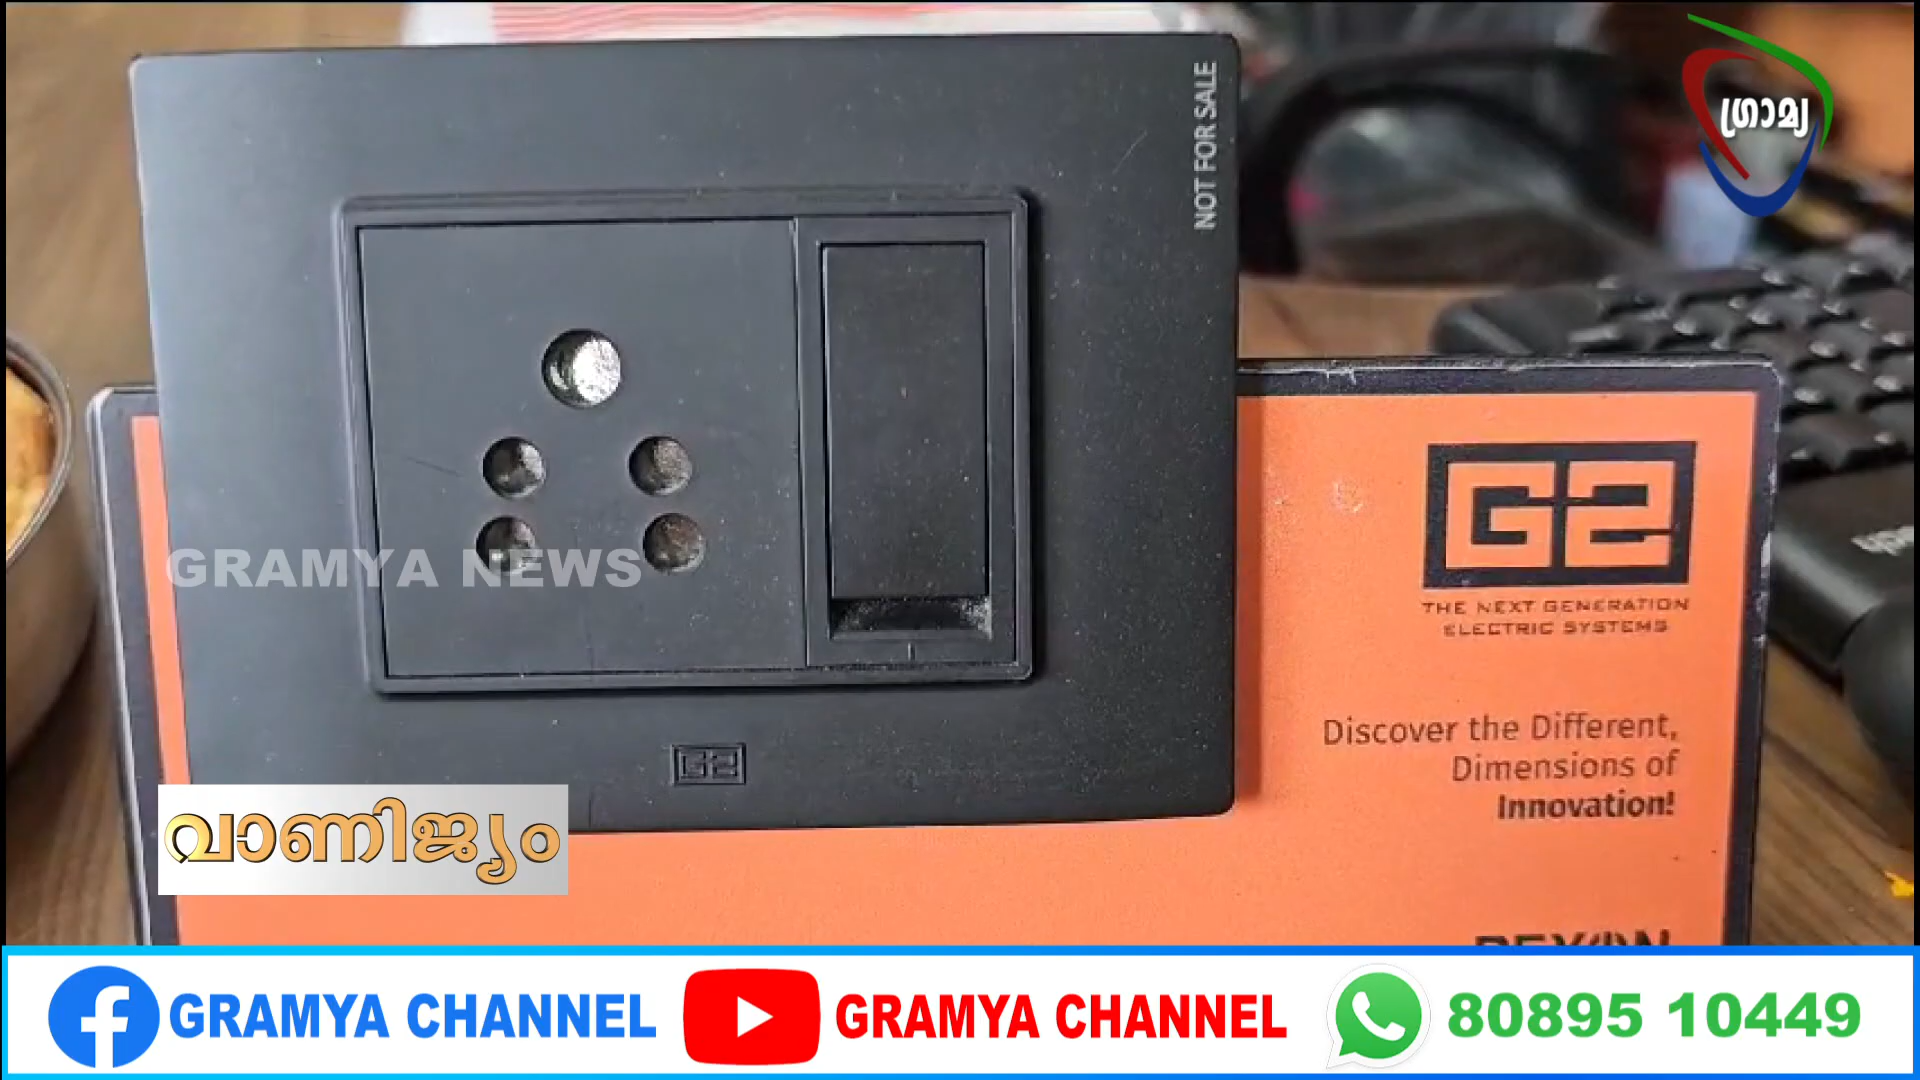 NOT FOR SALE
ഗ്രാമ്യ
G2
THE NEXT GENERATION
ELECTRIC SYSTEMS
GRAMYA NEWS
Discover the Different,
Dimensions of
Innovation!
G2
വാണിജ്യം
GRAMYA CHANNEL
GRAMYA CHANNEL
80895 10449